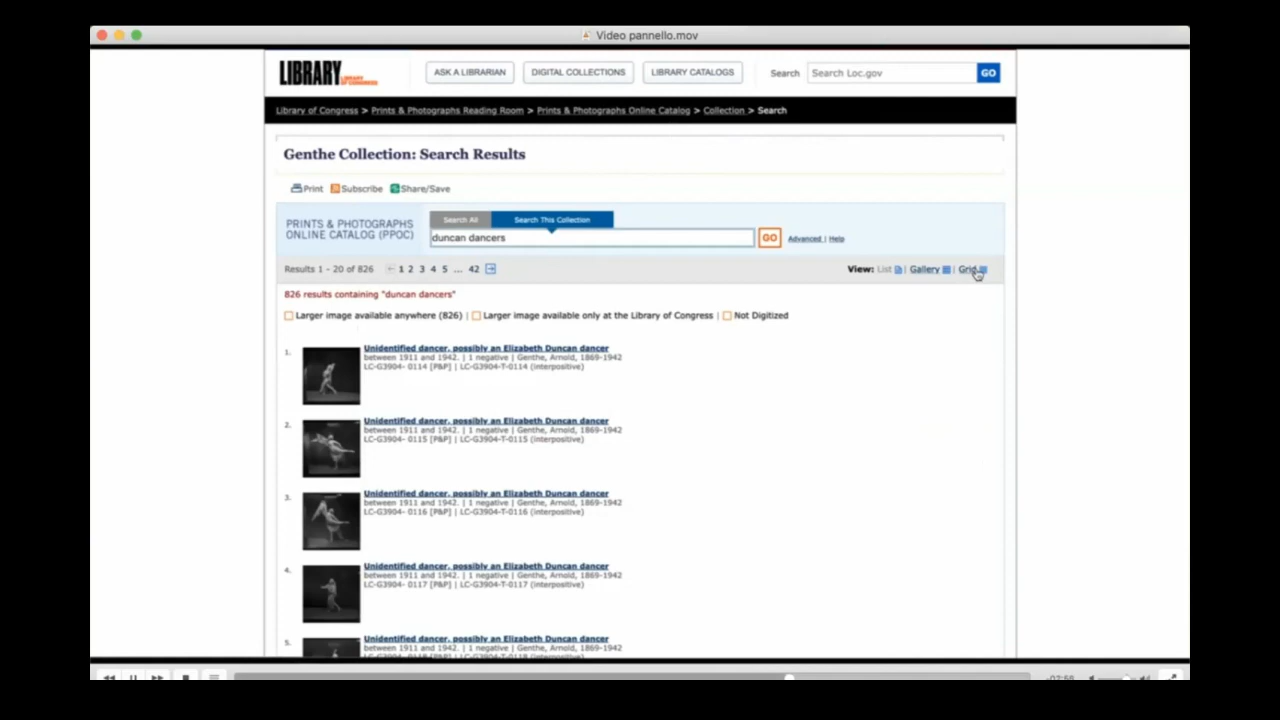 Video pannello.mov
LIBRARY
LIBRARY OF CONGRESS
ASK A LIBRARIAN
DIGITAL COLLECTIONS
LIBRARY CATALOGS
Search
Search Loc.gov
GO
Library of Congress > Prints & Photographs Reading Room > Prints & Photographs Online Catalog > Collection > Search
Genthe Collection: Search Results
Print Subscribe Share/Save
PRINTS & PHOTOGRAPHS
ONLINE CATALOG (PPOC)
Search All
Search This Collection
duncan dancers
GO
Advanced | Help
Results 1 - 20 of 826
1 2 3 4 5 ... 42
View: List | Gallery | Grid
826 results containing "duncan dancers"
Larger image available anywhere (826) | Larger image available only at the Library of Congress | Not Digitized
1.
Unidentified dancer, possibly an Elizabeth Duncan dancer
between 1911 and 1942. | 1 negative | Genthe, Arnold, 1869-1942
LC-G3904- 0114 [P&P] | LC-G3904-T-0114 (interpositive)
2.
Unidentified dancer, possibly an Elizabeth Duncan dancer
between 1911 and 1942. | 1 negative | Genthe, Arnold, 1869-1942
LC-G3904- 0115 [P&P] | LC-G3904-T-0115 (interpositive)
3.
Unidentified dancer, possibly an Elizabeth Duncan dancer
between 1911 and 1942. | 1 negative | Genthe, Arnold, 1869-1942
LC-G3904- 0116 [P&P] | LC-G3904-T-0116 (interpositive)
4.
Unidentified dancer, possibly an Elizabeth Duncan dancer
between 1911 and 1942. | 1 negative | Genthe, Arnold, 1869-1942
LC-G3904- 0117 [P&P] | LC-G3904-T-0117 (interpositive)
5.
Unidentified dancer, possibly an Elizabeth Duncan dancer
between 1911 and 1942. | 1 negative | Genthe, Arnold, 1869-1942